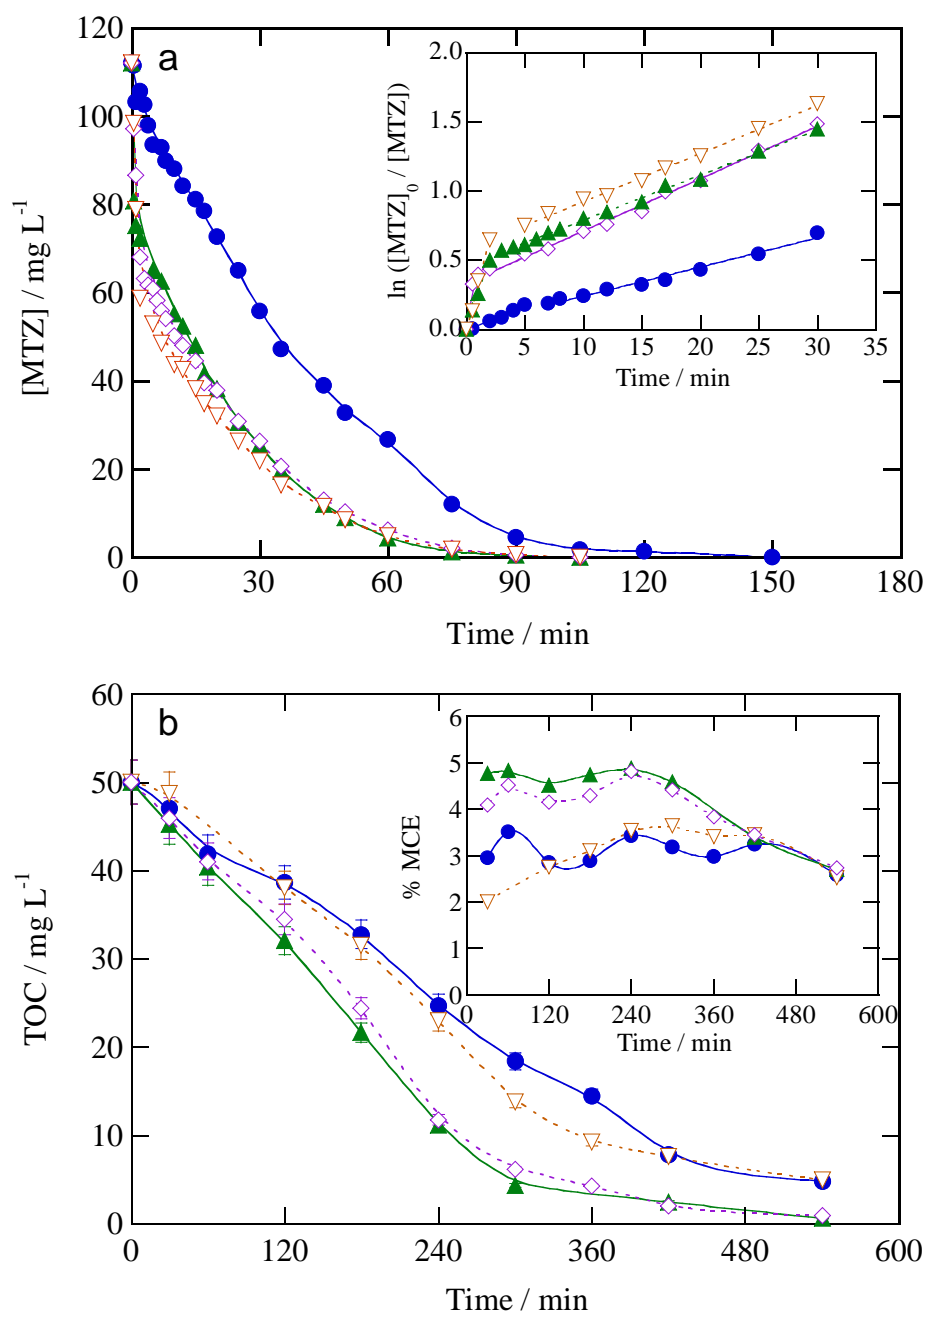 a
120
100
80
60
40
20
0
[MTZ] / mg L⁻¹
0 30 60 90 120 150 180
Time / min
2.0
1.5
1.0
0.5
0.0
ln ([MTZ]₀ / [MTZ])
0 5 10 15 20 25 30 35
Time / min
b
60
50
40
30
20
10
0
TOC / mg L⁻¹
0 120 240 360 480 600
Time / min
6
5
4
3
2
1
0
% MCE
0 120 240 360 480 600
Time / min